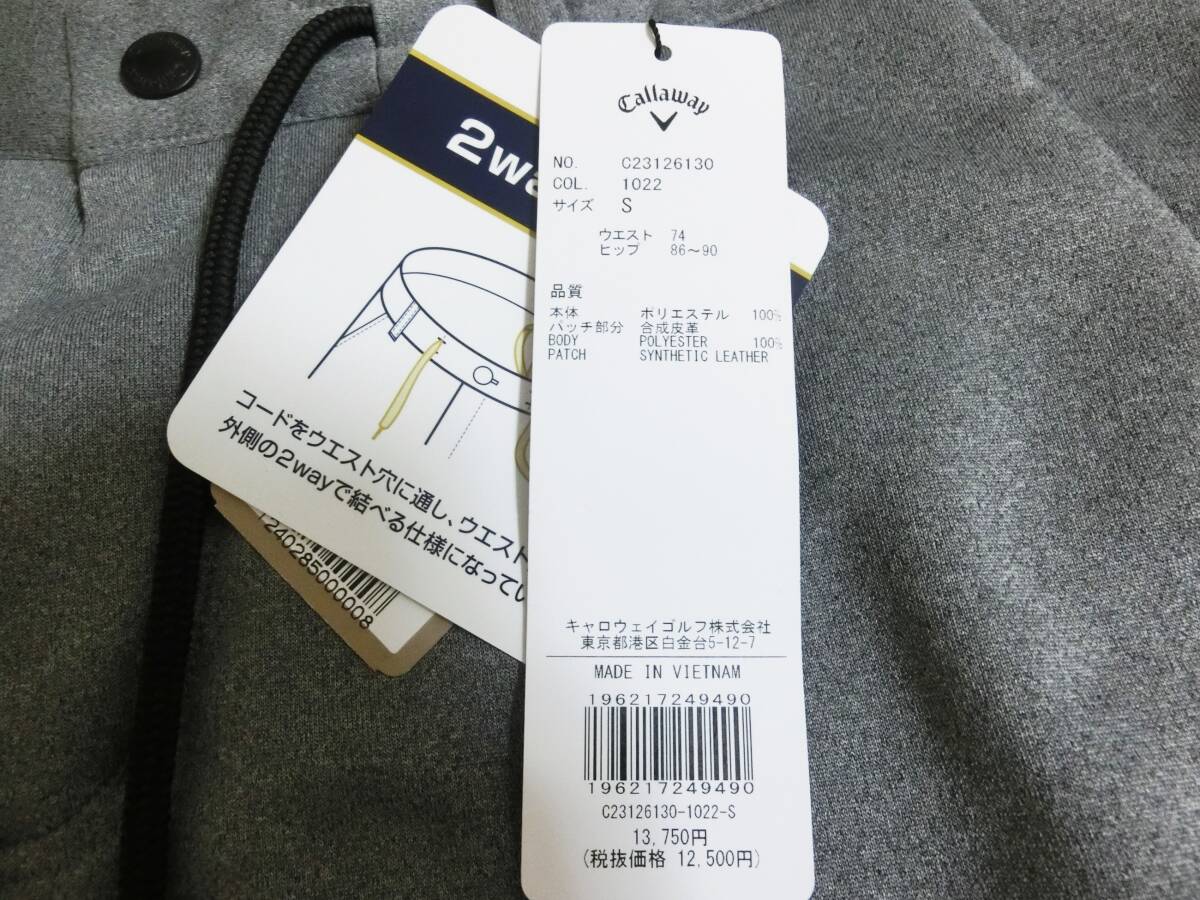 Callaway
NO. C23126130
COL. 1022
サイズ S
ウエスト 74
ヒップ 86～90
品質
本体 ポリエステル 100%
パッチ部分 合成皮革
BODY POLYESTER 100%
PATCH SYNTHETIC LEATHER
キャロウェイゴルフ株式会社
東京都港区白金台5-12-7
MADE IN VIETNAM
196217249490
196217249490
C23126130-1022-S
13,750円
(税抜価格 12,500円)
2wa
コードをウエスト穴に通し、ウエスト
外側の2wayで結べる仕様になってい
7240285000008